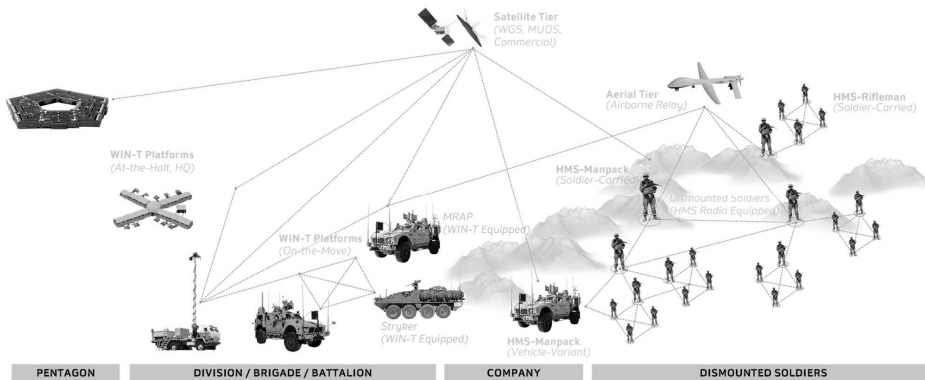 Satellite Tier
(WGS, MUOS,
Commercial)
Aerial Tier
(Airborne Relay)
HMS-Rifleman
(Soldier-Carried)
WIN-T Platforms
(At-the-Halt, HQ)
HMS-Manpack
(Soldier-Carried)
Dismounted Soldiers
(HMS Radio Equipped)
MRAP
(WIN-T Equipped)
WIN-T Platforms
(On-the-Move)
Stryker
(WIN-T Equipped)
HMS-Manpack
(Vehicle-Variant)
PENTAGON
DIVISION / BRIGADE / BATTALION
COMPANY
DISMOUNTED SOLDIERS